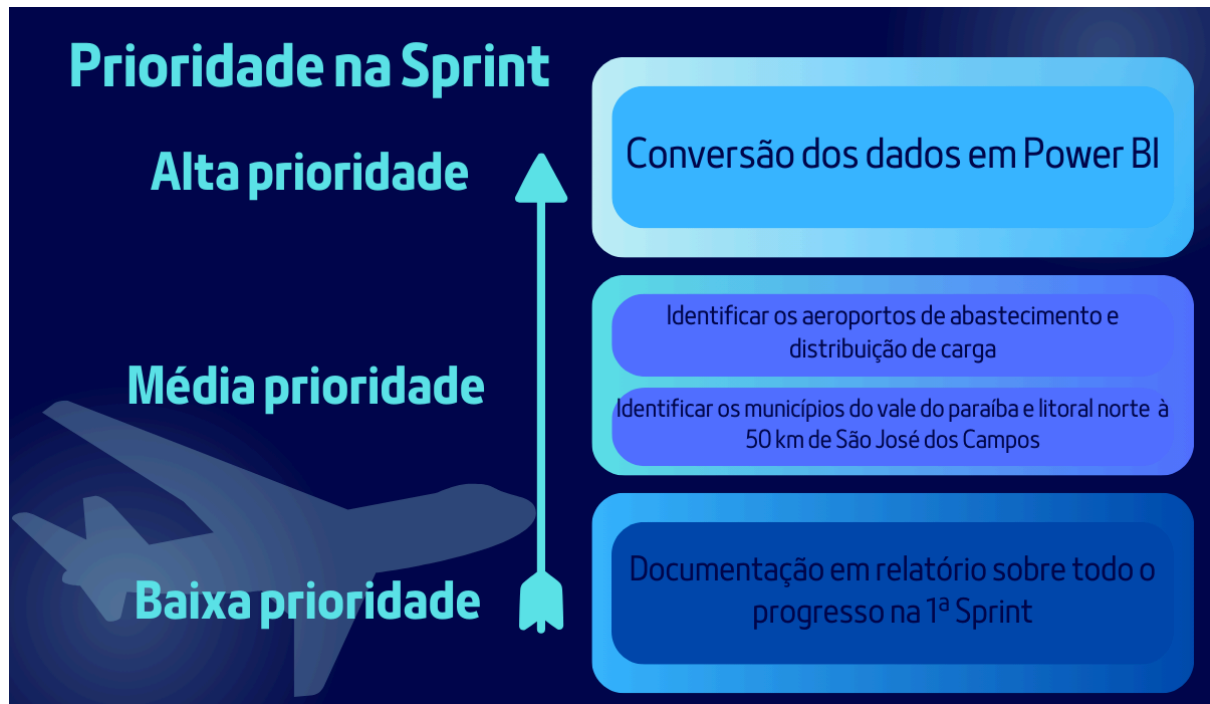 Prioridade na Sprint
Alta prioridade
Conversão dos dados em Power BI
Média prioridade
Identificar os aeroportos de abastecimento e
distribuição de carga
Identificar os municípios do vale do paraíba e litoral norte à
50 km de São José dos Campos
Baixa prioridade
Documentação em relatório sobre todo o
progresso na 1ª Sprint